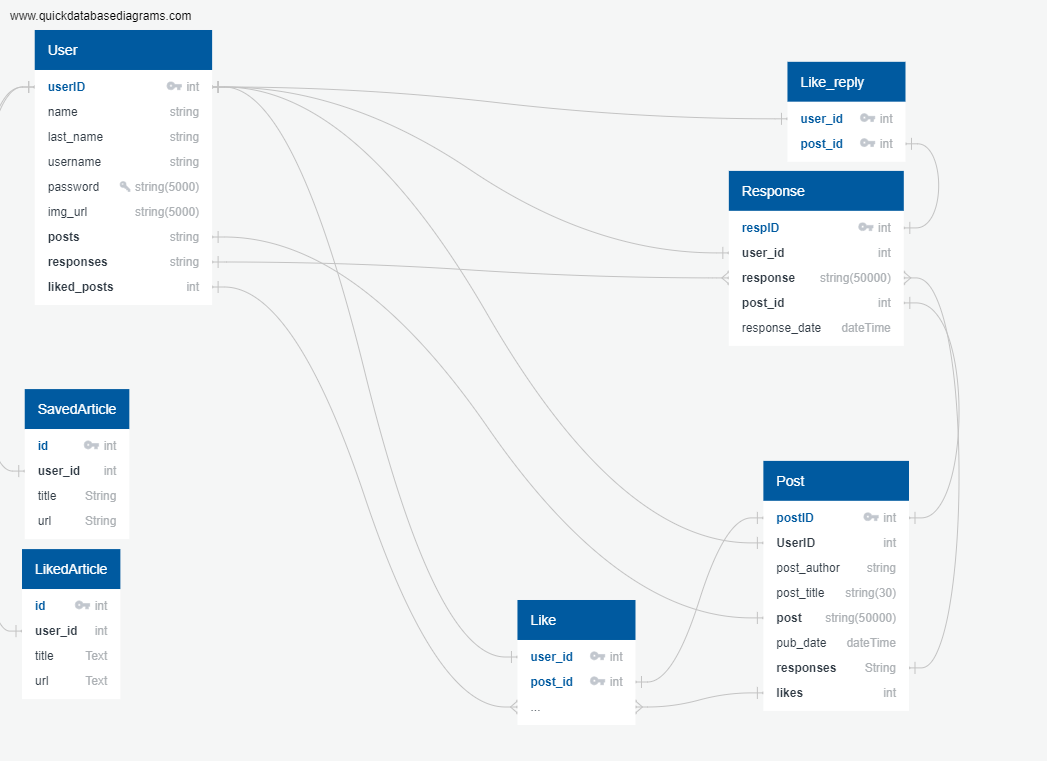 www.quickdatabasediagrams.com
User
userID int
name string
last_name string
username string
password string(5000)
img_url string(5000)
posts string
responses string
liked_posts int
Like_reply
user_id int
post_id int
Response
respID int
user_id int
response string(50000)
post_id int
response_date dateTime
SavedArticle
id int
user_id int
title String
url String
LikedArticle
id int
user_id int
title Text
url Text
Like
user_id int
post_id int
...
Post
postID int
UserID int
post_author string
post_title string(30)
post string(50000)
pub_date dateTime
responses String
likes int